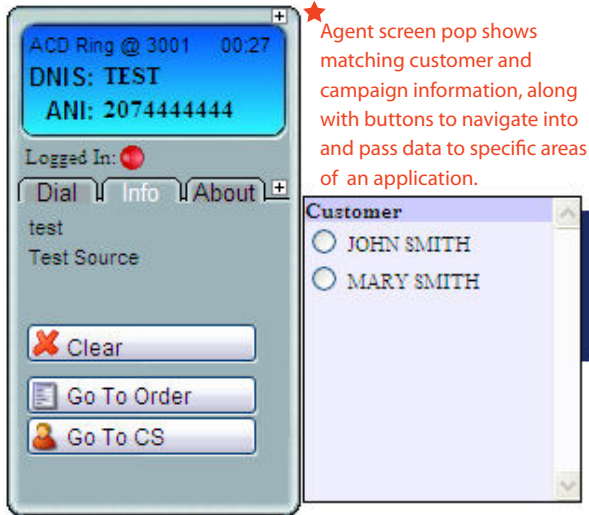 ACD Ring @ 3001 00:27
DNIS: TEST
ANI: 2074444444
Logged In:
Dial Info About
test
Test Source
Clear
Go To Order
Go To CS
Agent screen pop shows
matching customer and
campaign information, along
with buttons to navigate into
and pass data to specific areas
of an application.
Customer
JOHN SMITH
MARY SMITH